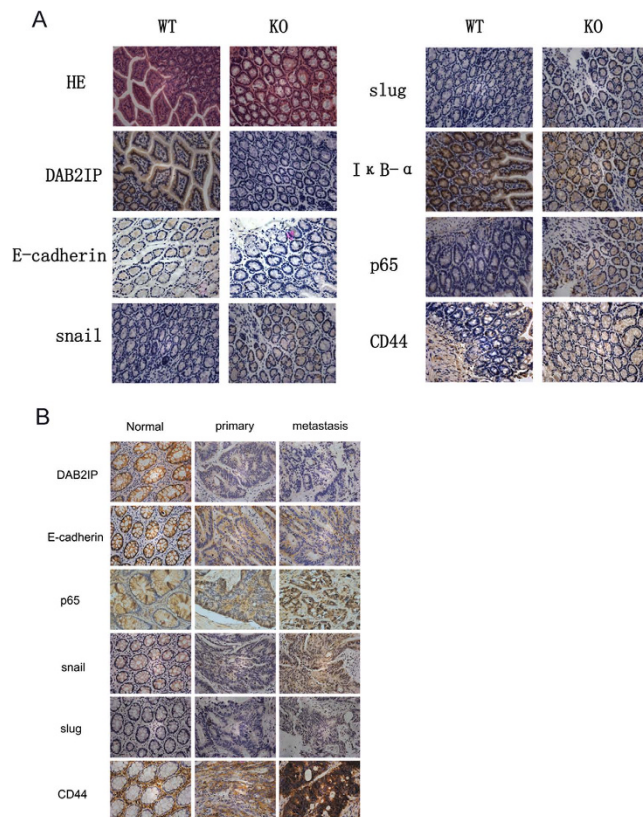 A
WT KO
HE
DAB2IP
E-cadherin
snail
WT KO
slug
IκB-α
p65
CD44
B
Normal primary metastasis
DAB2IP
E-cadherin
p65
snail
slug
CD44